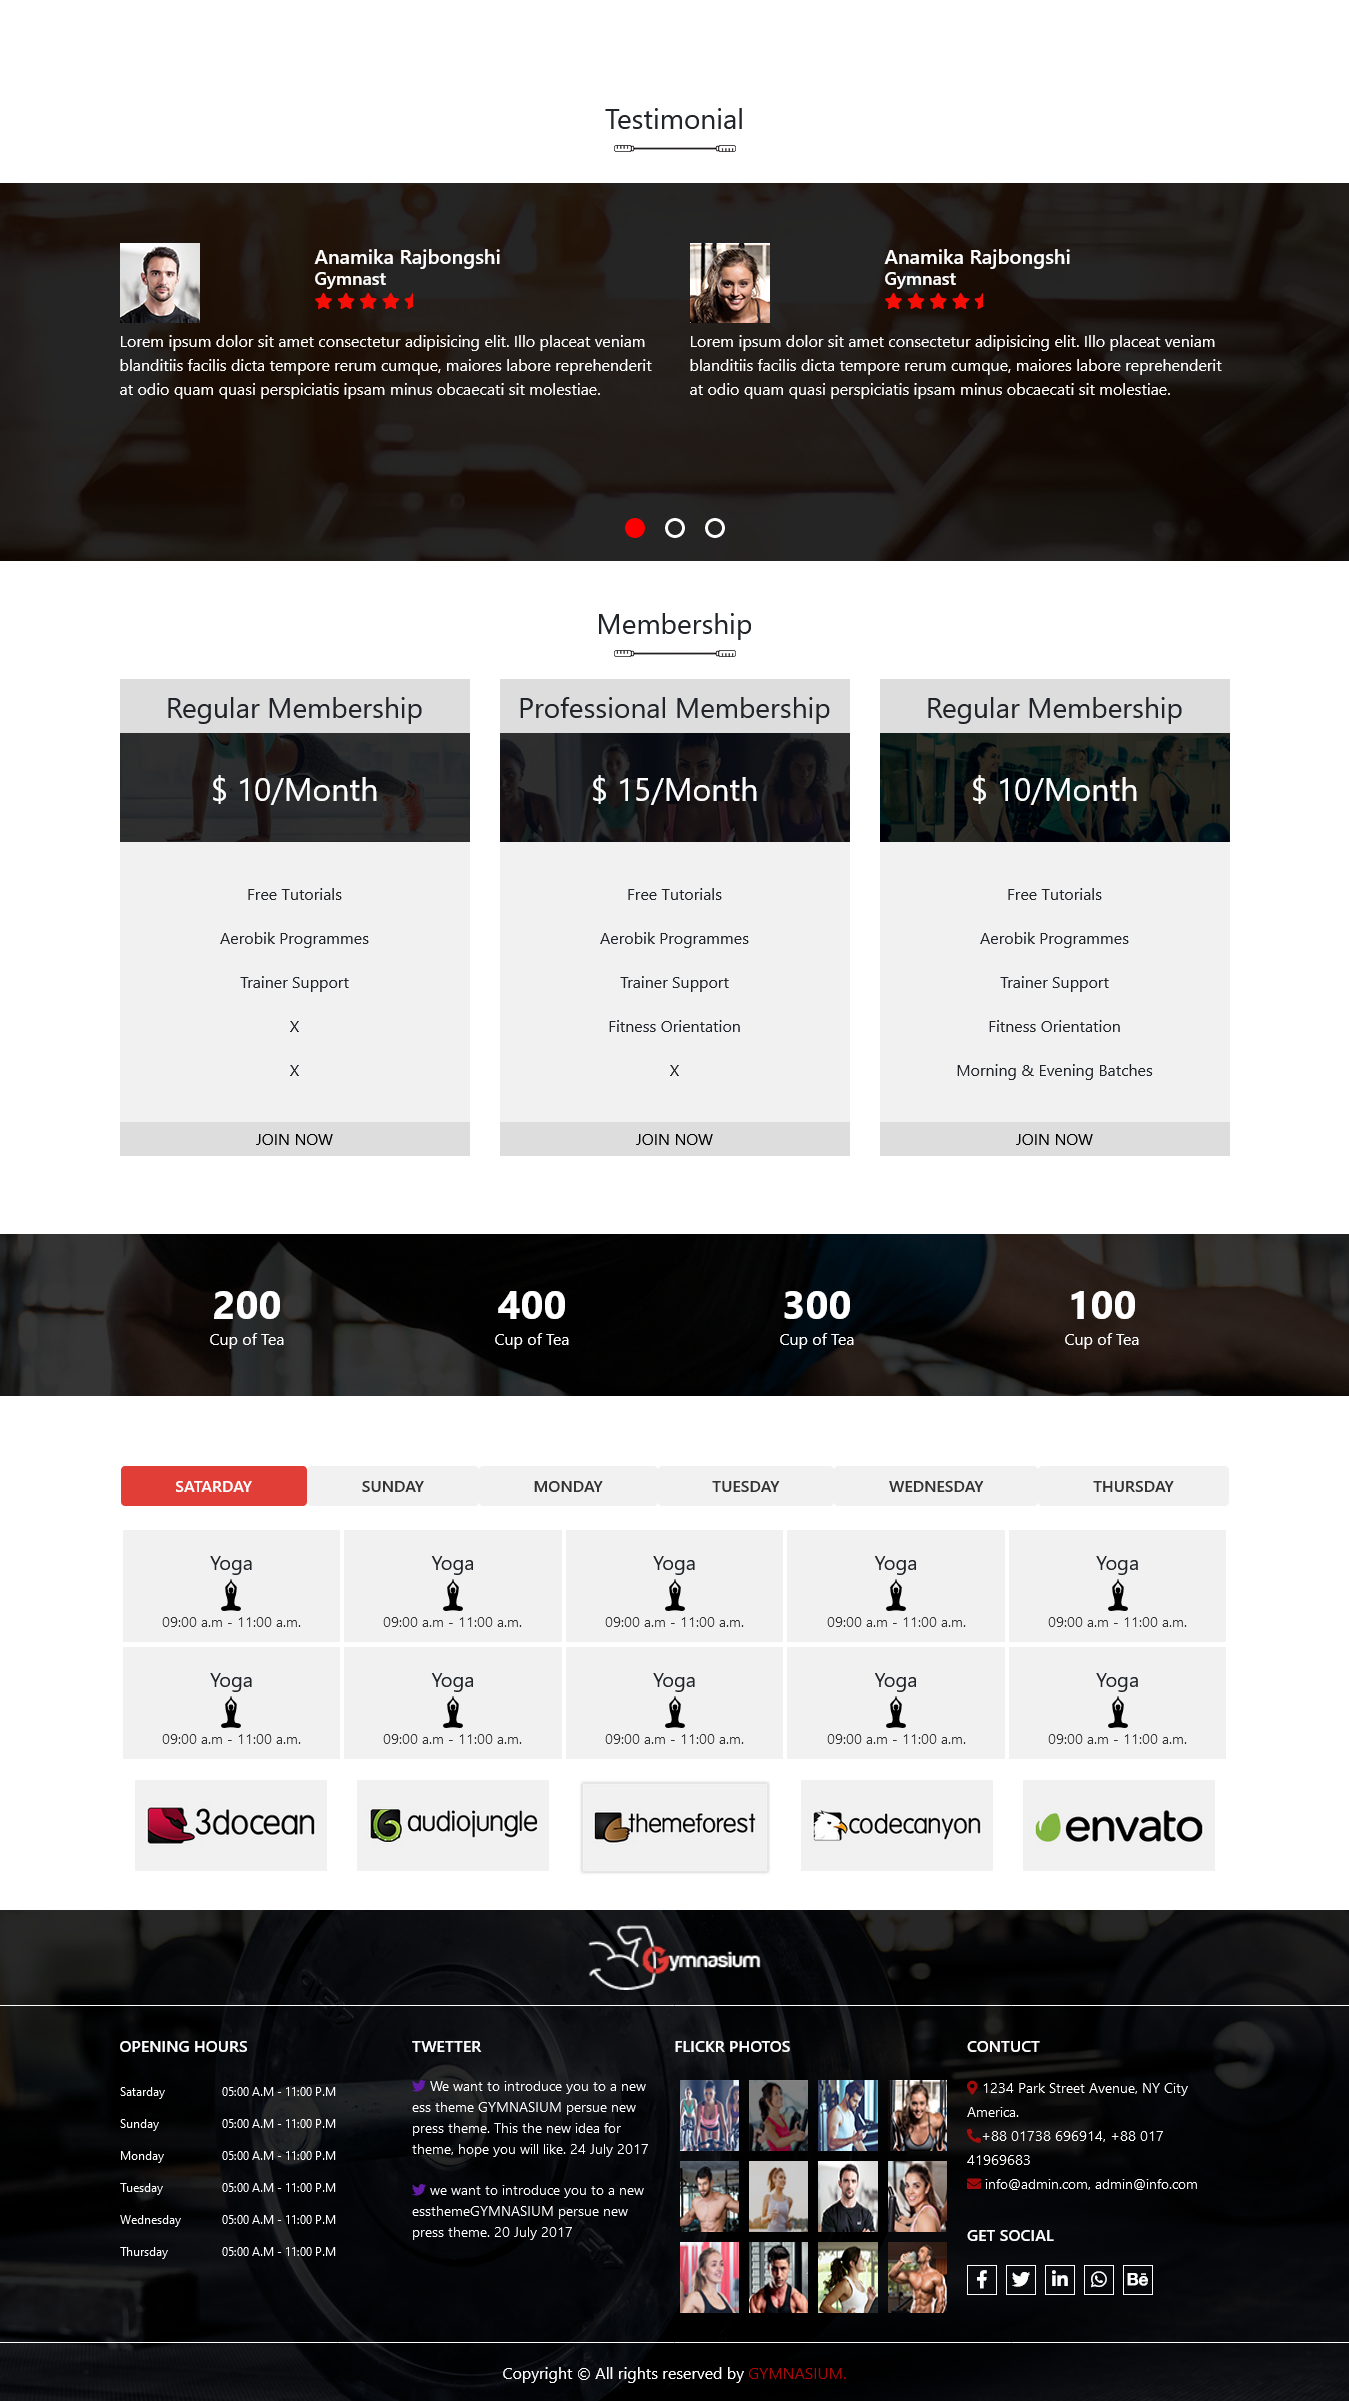 Testimonial
Anamika Rajbongshi
Gymnast
Lorem ipsum dolor sit amet consectetur adipisicing elit. Illo placeat veniam
blanditiis facilis dicta tempore rerum cumque, maiores labore reprehenderit
at odio quam quasi perspiciatis ipsam minus obcaecati sit molestiae.
Anamika Rajbongshi
Gymnast
Lorem ipsum dolor sit amet consectetur adipisicing elit. Illo placeat veniam
blanditiis facilis dicta tempore rerum cumque, maiores labore reprehenderit
at odio quam quasi perspiciatis ipsam minus obcaecati sit molestiae.
Membership
Regular Membership
$ 10/Month
Free Tutorials
Aerobik Programmes
Trainer Support
X
X
JOIN NOW
Professional Membership
$ 15/Month
Free Tutorials
Aerobik Programmes
Trainer Support
Fitness Orientation
X
JOIN NOW
Regular Membership
$ 10/Month
Free Tutorials
Aerobik Programmes
Trainer Support
Fitness Orientation
Morning & Evening Batches
JOIN NOW
200 400 300 100
Cup of Tea Cup of Tea Cup of Tea Cup of Tea
SATARDAY SUNDAY MONDAY TUESDAY WEDNESDAY THURSDAY
Yoga Yoga Yoga Yoga Yoga
09:00 a.m - 11:00 a.m. 09:00 a.m - 11:00 a.m. 09:00 a.m - 11:00 a.m. 09:00 a.m - 11:00 a.m. 09:00 a.m - 11:00 a.m.
Yoga Yoga Yoga Yoga Yoga
09:00 a.m - 11:00 a.m. 09:00 a.m - 11:00 a.m. 09:00 a.m - 11:00 a.m. 09:00 a.m - 11:00 a.m. 09:00 a.m - 11:00 a.m.
3docean audiojungle themeforest codecanyon envato
Gymnasium
OPENING HOURS
Satarday 05:00 A.M - 11:00 P.M
Sunday 05:00 A.M - 11:00 P.M
Monday 05:00 A.M - 11:00 P.M
Tuesday 05:00 A.M - 11:00 P.M
Wednesday 05:00 A.M - 11:00 P.M
Thursday 05:00 A.M - 11:00 P.M
TWETTER
We want to introduce you to a new
ess theme GYMNASIUM persue new
press theme. This the new idea for
theme, hope you will like. 24 July 2017
we want to introduce you to a new
essthemeGYMNASIUM persue new
press theme. 20 July 2017
FLICKR PHOTOS
CONTUCT
1234 Park Street Avenue, NY City
America.
+88 01738 696914, +88 017
41969683
info@admin.com, admin@info.com
GET SOCIAL
Bē
Copyright © All rights reserved by GYMNASIUM.